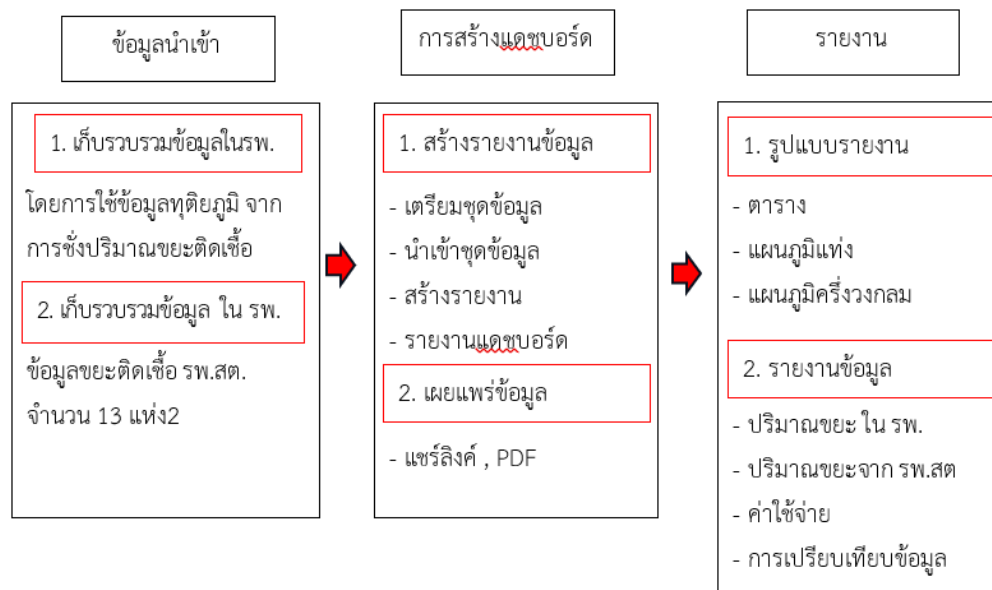 ข้อมูลนำเข้า
1. เก็บรวบรวมข้อมูลในรพ.
โดยการใช้ข้อมูลทุติยภูมิ จาก
การชั่งปริมาณขยะติดเชื้อ
2. เก็บรวบรวมข้อมูล ใน รพ.
ข้อมูลขยะติดเชื้อ รพ.สต.
จำนวน 13 แห่ง2
การสร้างแดชบอร์ด
1. สร้างรายงานข้อมูล
- เตรียมชุดข้อมูล
- นำเข้าชุดข้อมูล
- สร้างรายงาน
- รายงานแดชบอร์ด
2. เผยแพร่ข้อมูล
- แชร์ลิงค์ , PDF
รายงาน
1. รูปแบบรายงาน
- ตาราง
- แผนภูมิแท่ง
- แผนภูมิครึ่งวงกลม
2. รายงานข้อมูล
- ปริมาณขยะ ใน รพ.
- ปริมาณขยะจาก รพ.สต
- ค่าใช้จ่าย
- การเปรียบเทียบข้อมูล